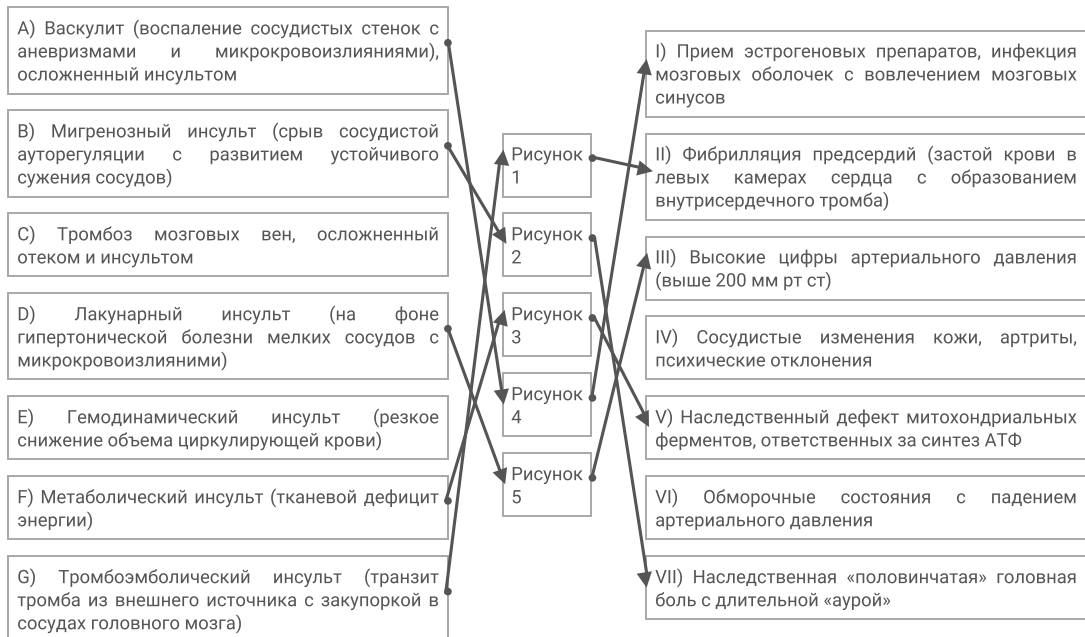 A) Васкулит (воспаление сосудистых стенок с
аневризмами и микрокровоизлияниями),
осложненный инсультом
B) Мигренозный инсульт (срыв сосудистой
ауторегуляции с развитием устойчивого
сужения сосудов)
C) Тромбоз мозговых вен, осложненный
отеком и инсультом
D) Лакунарный инсульт (на фоне
гипертонической болезни мелких сосудов с
микрокровоизлияними)
E) Гемодинамический инсульт (резкое
снижение объема циркулирующей крови)
F) Метаболический инсульт (тканевой дефицит
энергии)
G) Тромбоэмболический инсульт (транзит
тромба из внешнего источника с закупоркой в
сосудах головного мозга)
Рисунок
1
Рисунок
2
Рисунок
3
Рисунок
4
Рисунок
5
I) Прием эстрогеновых препаратов, инфекция
мозговых оболочек с вовлечением мозговых
синусов
II) Фибрилляция предсердий (застой крови в
левых камерах сердца с образованием
внутрисердечного тромба)
III) Высокие цифры артериального давления
(выше 200 мм рт ст)
IV) Сосудистые изменения кожи, артриты,
психические отклонения
V) Наследственный дефект митохондриальных
ферментов, ответственных за синтез АТФ
VI) Обморочные состояния с падением
артериального давления
VII) Наследственная «половинчатая» головная
боль с длительной «аурой»